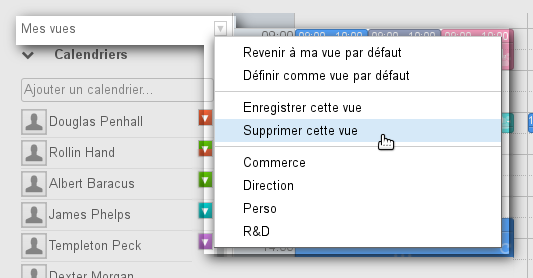 Mes vues
Calendriers
Ajouter un calendrier...
Douglas Penhall
Rollin Hand
Albert Baracus
James Phelps
Templeton Peck
Dexter Morgan
Revenir à ma vue par défaut
Définir comme vue par défaut
Enregistrer cette vue
Supprimer cette vue
Commerce
Direction
Perso
R&D